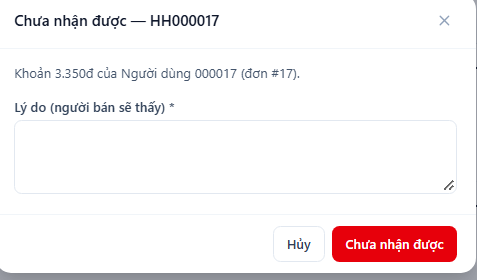 Chưa nhận được — HH000017
Khoản 3.350đ của Người dùng 000017 (đơn #17).
Lý do (người bán sẽ thấy) *
Hủy
Chưa nhận được